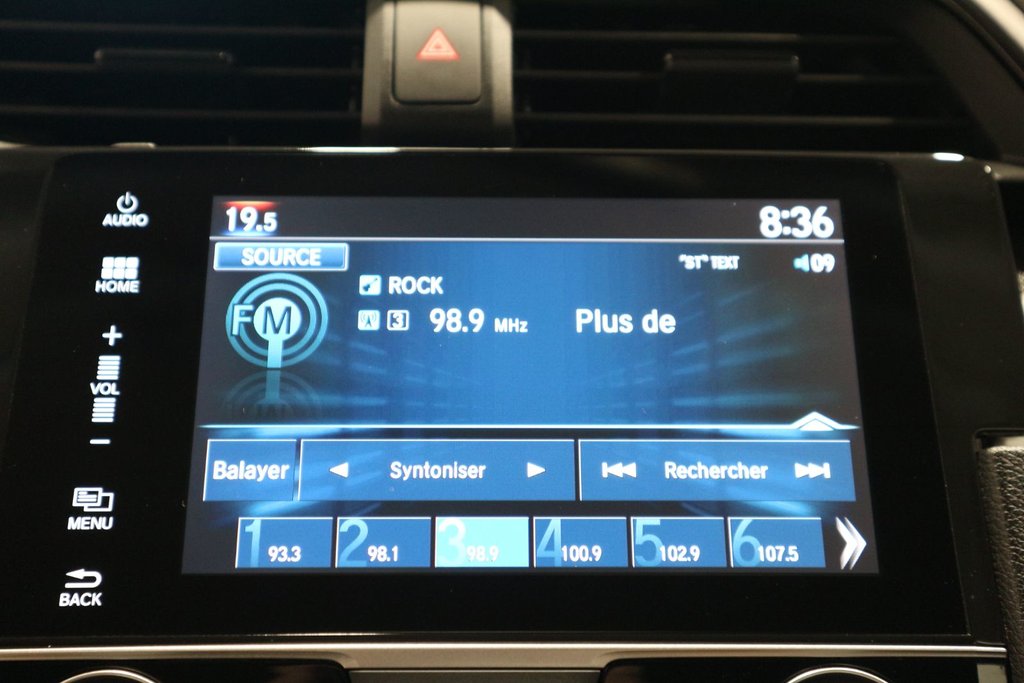 AUDIO
HOME
+
VOL
−
MENU
BACK
19.5
8:36
SOURCE
"ST" TEXT
09
FM
ROCK
3 98.9 MHz Plus de
Balayer
Syntoniser
Rechercher
1 93.3
2 98.1
3 98.9
4 100.9
5 102.9
6 107.5